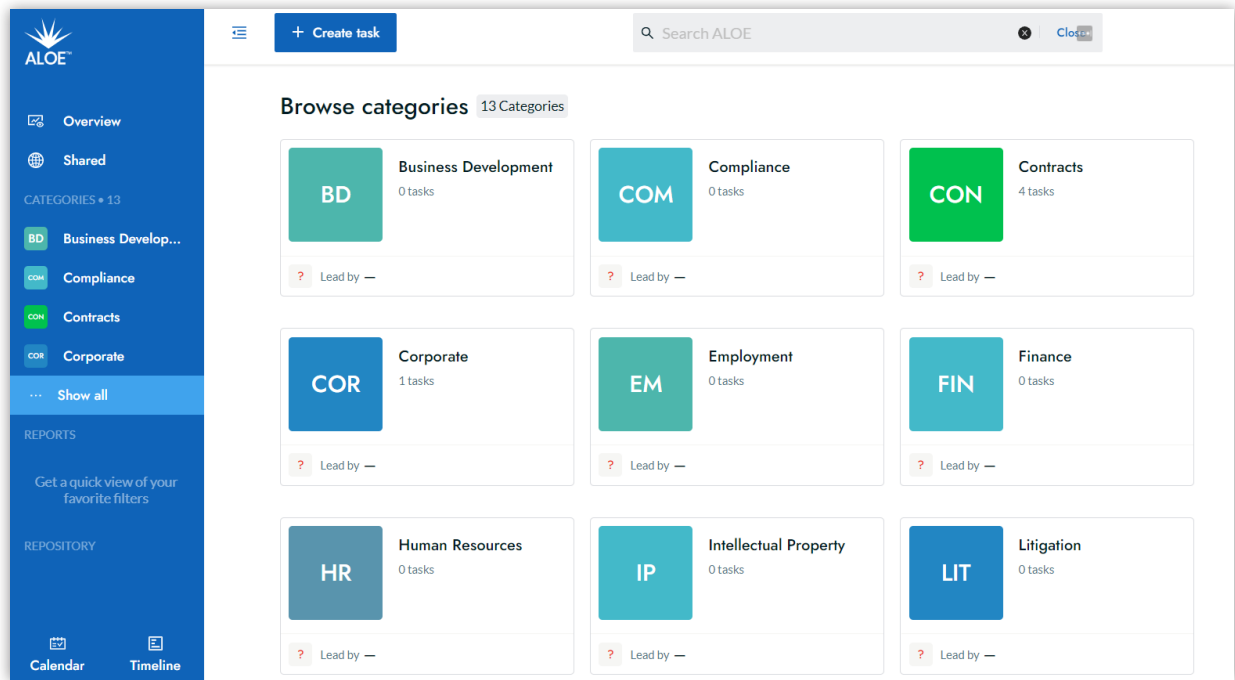 ALOE™
Overview
Shared
CATEGORIES • 13
BD Business Develop...
COM Compliance
CON Contracts
COR Corporate
... Show all
REPORTS
Get a quick view of your
favorite filters
REPOSITORY
Calendar Timeline
+ Create task
Search ALOE
Close
Browse categories 13 Categories
BD
Business Development
0 tasks
? Lead by —
COM
Compliance
0 tasks
? Lead by —
CON
Contracts
4 tasks
? Lead by —
COR
Corporate
1 tasks
? Lead by —
EM
Employment
0 tasks
? Lead by —
FIN
Finance
0 tasks
? Lead by —
HR
Human Resources
0 tasks
? Lead by —
IP
Intellectual Property
0 tasks
? Lead by —
LIT
Litigation
0 tasks
? Lead by —